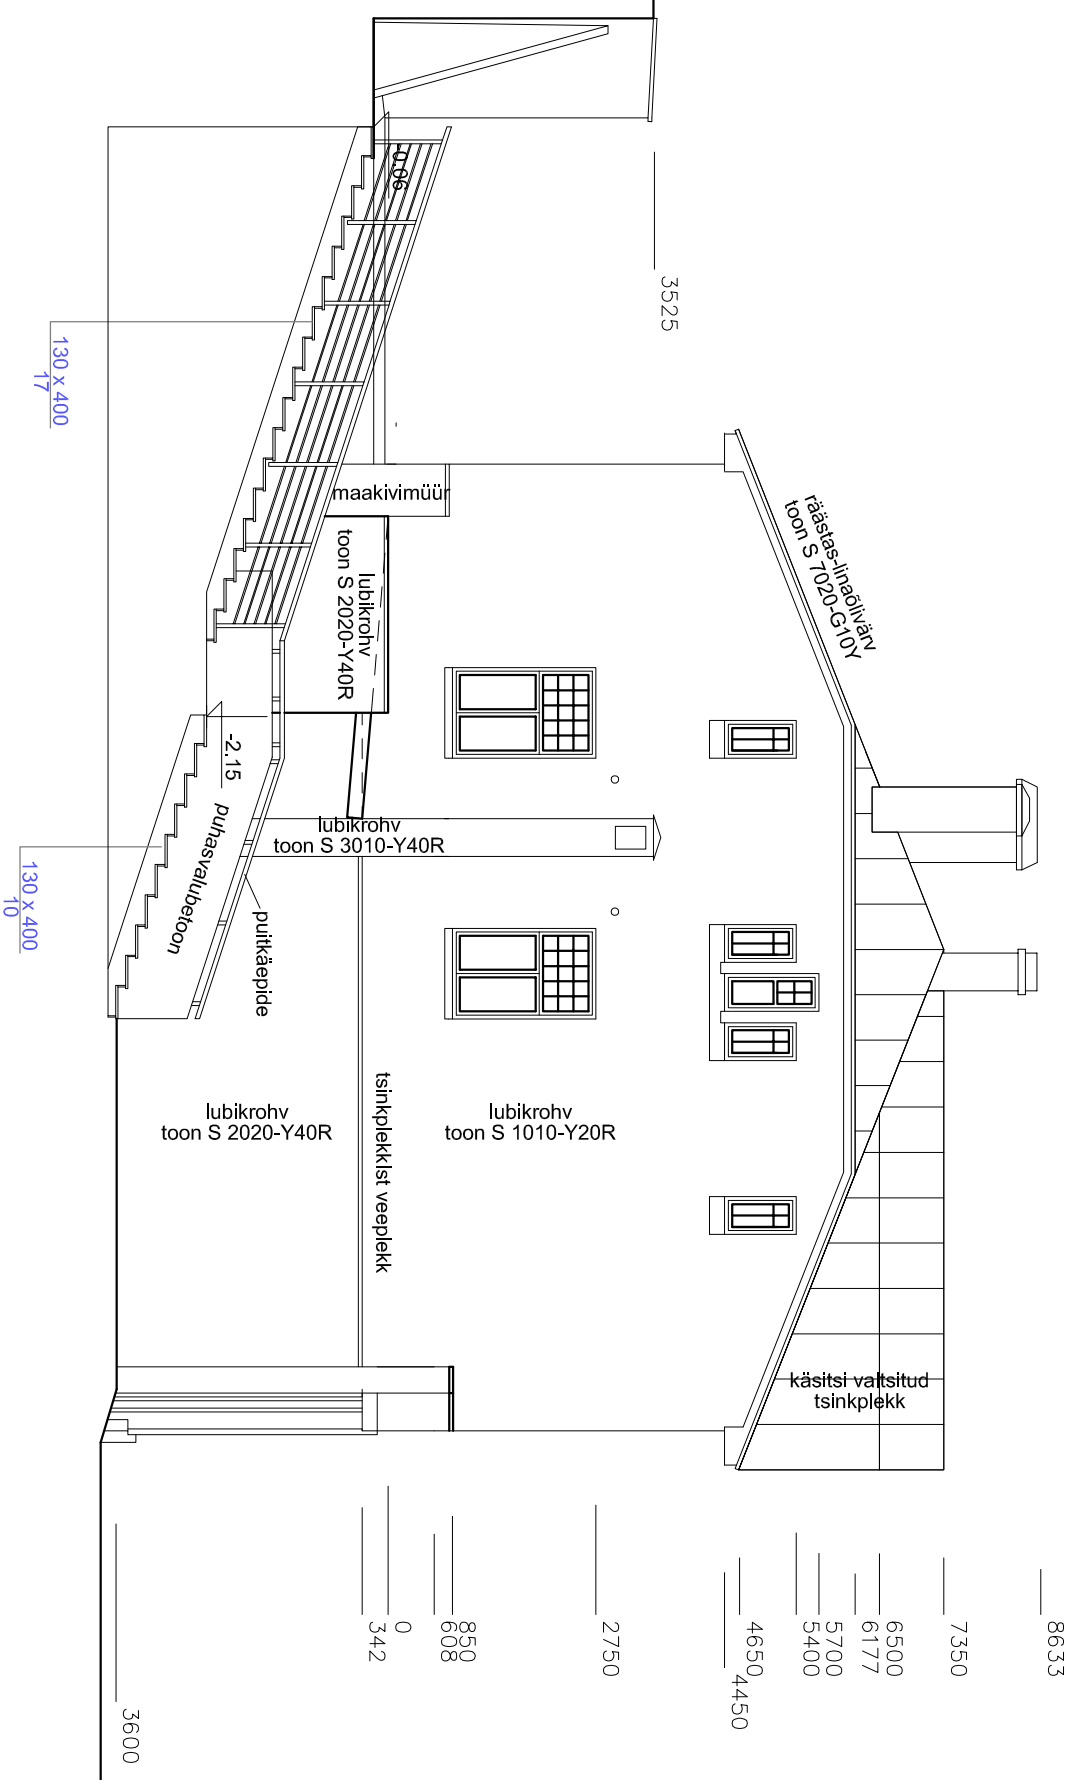 3525
-0.06
130 x 400
17
maakivimüür
lubikrohv
toon S 2020-Y40R
räästas-linaõlivärv
toon S 7020-G10Y
-2.15
puhasvalubetoon
130 x 400
10
lubikrohv
toon S 3010-Y40R
puitkäepide
lubikrohv
toon S 2020-Y40R
tsinkplekkist veeplekk
lubikrohv
toon S 1010-Y20R
käsitsi valtsitud
tsinkplekk
8633
7350
6500
6177
5700
5400
4650
4450
2750
850
608
0
342
3600